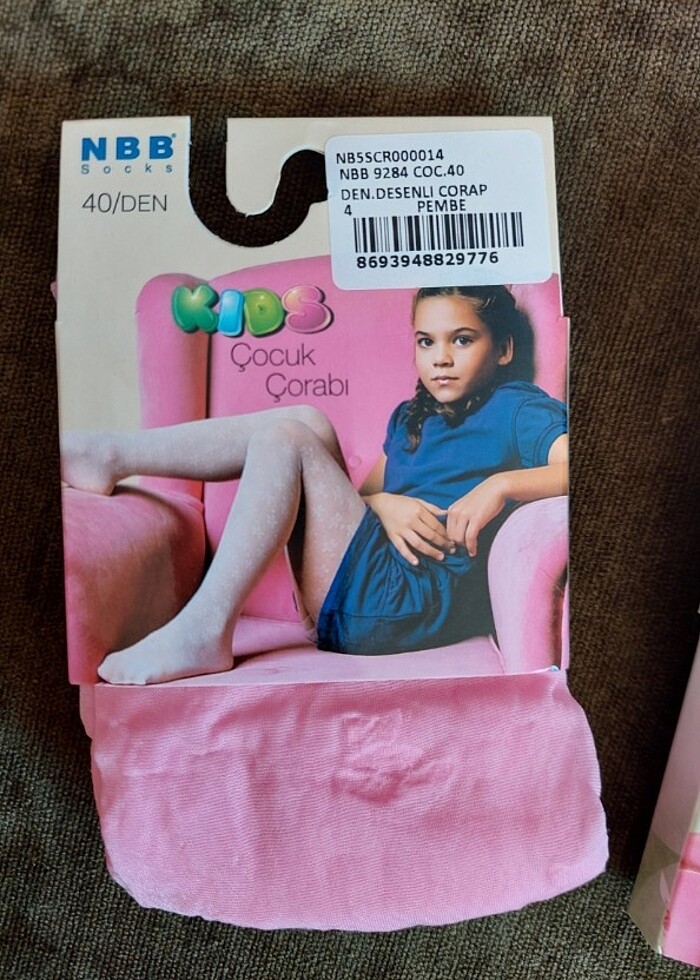 NBB
Socks
40/DEN
NB5SCR000014
NBB 9284 COC.40
DEN.DESENLI CORAP
4 PEMBE
8693948829776
KIDS
Çocuk
Çorabı